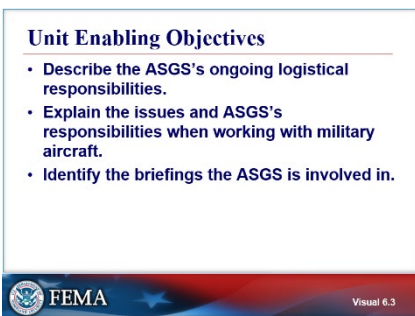 Unit Enabling Objectives
• Describe the ASGS's ongoing logistical
responsibilities.
• Explain the issues and ASGS's
responsibilities when working with military
aircraft.
• Identify the briefings the ASGS is involved in.
FEMA
Visual 6.3